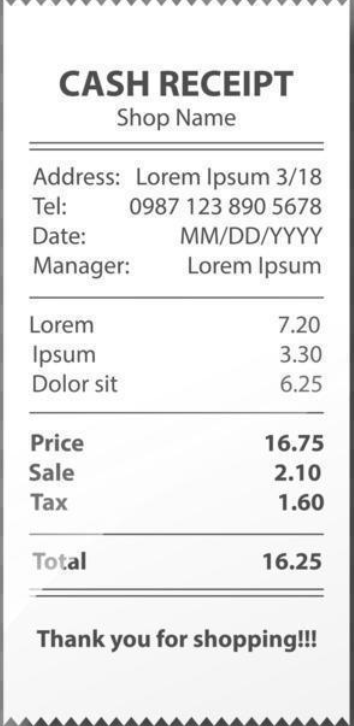 CASH RECEIPT
Shop Name
Address: Lorem Ipsum 3/18
Tel: 0987 123 890 5678
Date: MM/DD/YYYY
Manager: Lorem Ipsum
Lorem 7.20
Ipsum 3.30
Dolor sit 6.25
Price 16.75
Sale 2.10
Tax 1.60
Total 16.25
Thank you for shopping!!!